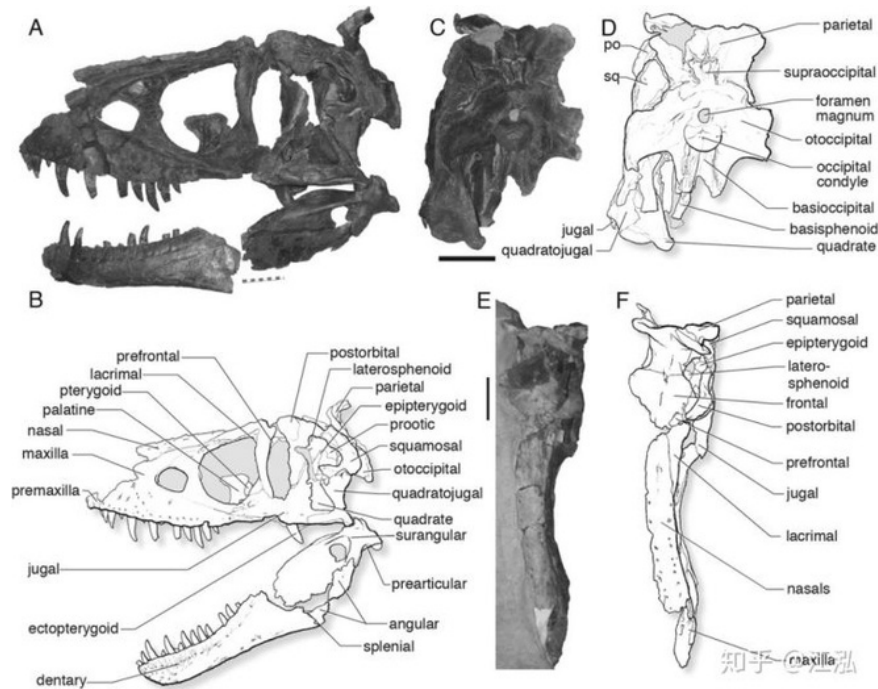 A
C
D
po
sq
parietal
supraoccipital
foramen
magnum
otoccipital
occipital
condyle
basioccipital
basisphenoid
quadrate
jugal
quadratojugal
B
prefrontal
lacrimal
pterygoid
palatine
nasal
maxilla
premaxilla
jugal
ectopterygoid
dentary
postorbital
laterosphenoid
parietal
epipterygoid
prootic
squamosal
otoccipital
quadratojugal
quadrate
surangular
prearticular
angular
splenial
E
F
parietal
squamosal
epipterygoid
latero-
sphenoid
frontal
postorbital
prefrontal
jugal
lacrimal
nasals
maxilla
知乎 @江泓